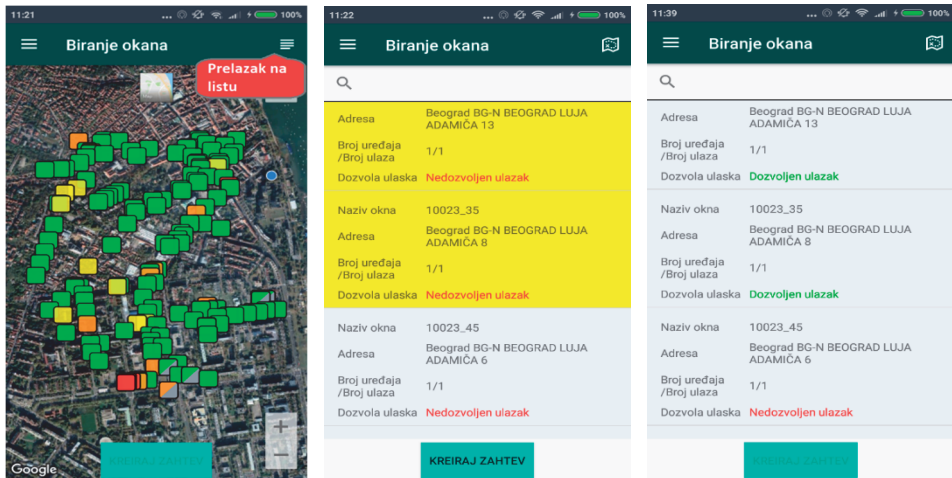 11:21
... 100%
Biranje okana
Prelazak na
listu
Google
KREIRAJ ZAHTEV
11:22
... 100%
Biranje okana
Adresa
Beograd BG-N BEOGRAD LUJA
ADAMIČA 13
Broj uređaja
/Broj ulaza
1/1
Dozvola ulaska Nedozvoljen ulazak
Naziv okna 10023_35
Adresa
Beograd BG-N BEOGRAD LUJA
ADAMIČA 8
Broj uređaja
/Broj ulaza
1/1
Dozvola ulaska Nedozvoljen ulazak
Naziv okna 10023_45
Adresa
Beograd BG-N BEOGRAD LUJA
ADAMIČA 6
Broj uređaja
/Broj ulaza
1/1
Dozvola ulaska Nedozvoljen ulazak
KREIRAJ ZAHTEV
11:39
... 100%
Biranje okana
Adresa
Beograd BG-N BEOGRAD LUJA
ADAMIČA 13
Broj uređaja
/Broj ulaza
1/1
Dozvola ulaska Dozvoljen ulazak
Naziv okna 10023_35
Adresa
Beograd BG-N BEOGRAD LUJA
ADAMIČA 8
Broj uređaja
/Broj ulaza
1/1
Dozvola ulaska Dozvoljen ulazak
Naziv okna 10023_45
Adresa
Beograd BG-N BEOGRAD LUJA
ADAMIČA 6
Broj uređaja
/Broj ulaza
1/1
Dozvola ulaska Nedozvoljen ulazak
KREIRAJ ZAHTEV